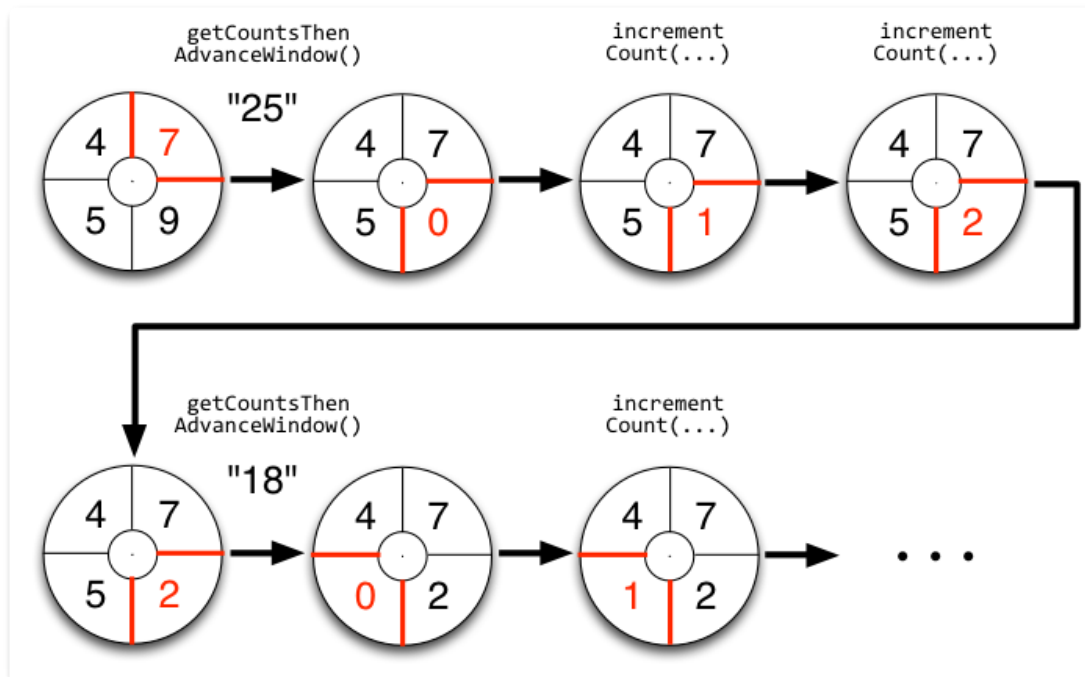 getCountsThen
AdvanceWindow()
increment
Count(...)
increment
Count(...)
"25"
4 7
5 9
4 7
5 0
4 7
5 1
4 7
5 2
getCountsThen
AdvanceWindow()
increment
Count(...)
"18"
4 7
5 2
4 7
0 2
4 7
1 2
...